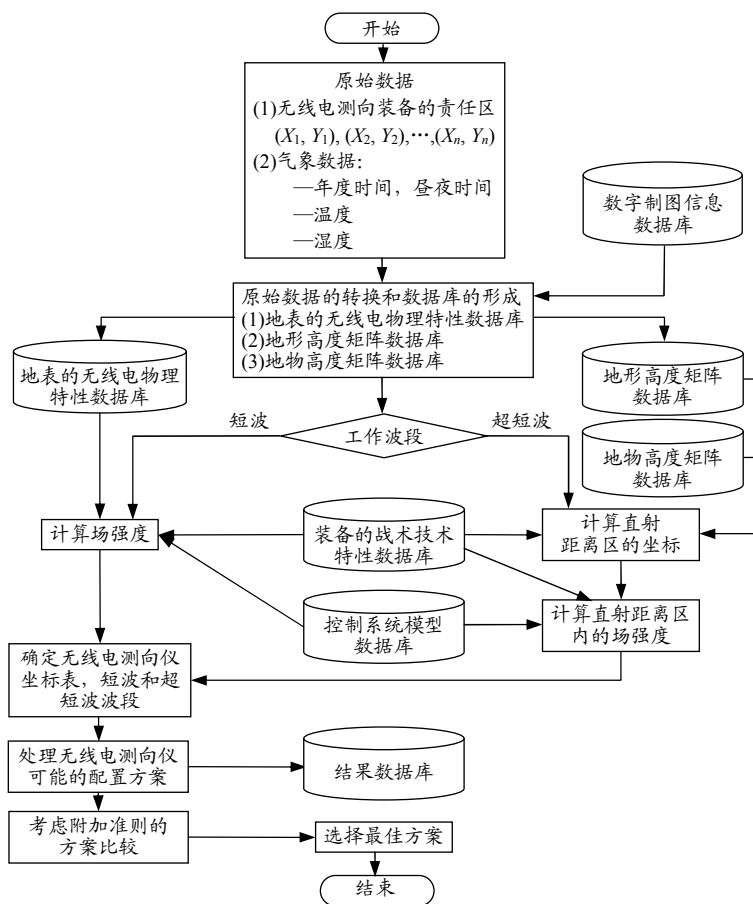 开始
原始数据
(1)无线电测向装备的责任区
(X₁, Y₁), (X₂, Y₂),⋯,(Xₙ, Yₙ)
(2)气象数据：
—年度时间，昼夜时间
—温度
—湿度
数字制图信息
数据库
原始数据的转换和数据库的形成
(1)地表的无线电物理特性数据库
(2)地形高度矩阵数据库
(3)地物高度矩阵数据库
地表的无线电物理
特性数据库
地形高度矩阵
数据库
短波
工作波段
超短波
地物高度矩阵
数据库
计算场强度
装备的战术技术
特性数据库
计算直射
距离区的坐标
控制系统模型
数据库
计算直射距离区
内的场强度
确定无线电测向仪
坐标表，短波和超
短波波段
处理无线电测向仪
可能的配置方案
结果数据库
考虑附加准则的
方案比较
选择最佳方案
结束